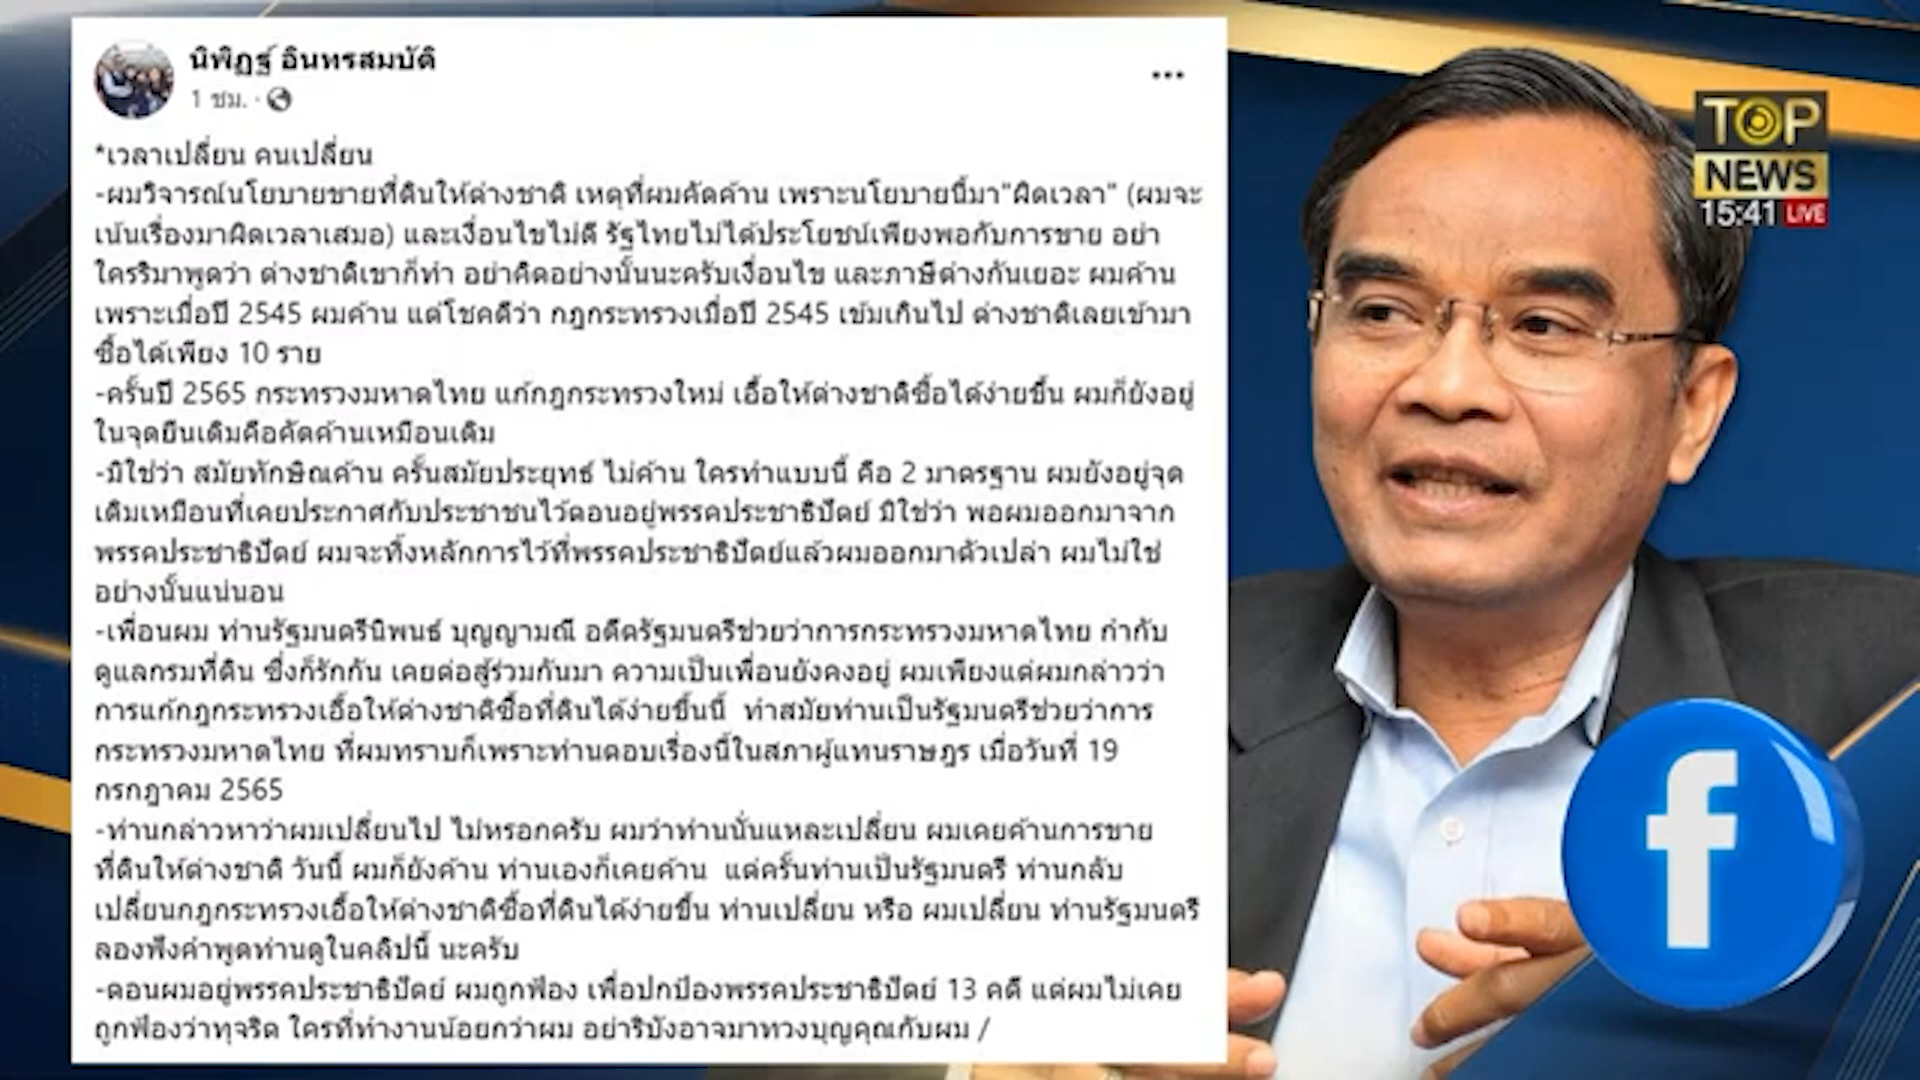 นิพิฏฐ์ อินทรสมบัติ
1 ชม. ·
*เวลาเปลี่ยน คนเปลี่ยน
-ผมวิจารณ์นโยบายขายที่ดินให้ต่างชาติ เหตุที่ผมคัดค้าน เพราะนโยบายนี้มา"ผิดเวลา" (ผมจะ
เน้นเรื่องมาผิดเวลาเสมอ) และเงื่อนไขไม่ดี รัฐไทยไม่ได้ประโยชน์เพียงพอกับการขาย อย่า
ใครริมาพูดว่า ต่างชาติเขาก็ทำ อย่าคิดอย่างนั้นนะครับเงื่อนไข และภาษีต่างกันเยอะ ผมค้าน
เพราะเมื่อปี 2545 ผมค้าน แต่โชคดีว่า กฎกระทรวงเมื่อปี 2545 เข้มเกินไป ต่างชาติเลยเข้ามา
ซื้อได้เพียง 10 ราย
-ครั้นปี 2565 กระทรวงมหาดไทย แก้กฎกระทรวงใหม่ เอื้อให้ต่างชาติซื้อได้ง่ายขึ้น ผมก็ยังอยู่
ในจุดยืนเดิมคือคัดค้านเหมือนเดิม
-มิใช่ว่า สมัยทักษิณค้าน ครั้นสมัยประยุทธ์ ไม่ค้าน ใครทำแบบนี้ คือ 2 มาตรฐาน ผมยังอยู่จุด
เดิมเหมือนที่เคยประกาศกับประชาชนไว้ตอนอยู่พรรคประชาธิปัตย์ มิใช่ว่า พอผมออกมาจาก
พรรคประชาธิปัตย์ ผมจะทิ้งหลักการไว้ที่พรรคประชาธิปัตย์แล้วผมออกมาตัวเปล่า ผมไม่ใช่
อย่างนั้นแน่นอน
-เพื่อนผม ท่านรัฐมนตรีนิพนธ์ บุญญามณี อดีตรัฐมนตรีช่วยว่าการกระทรวงมหาดไทย กำกับ
ดูแลกรมที่ดิน ซึ่งก็รักกัน เคยต่อสู้ร่วมกันมา ความเป็นเพื่อนยังคงอยู่ ผมเพียงแต่ผมกล่าวว่า
การแก้กฎกระทรวงเอื้อให้ต่างชาติซื้อที่ดินได้ง่ายขึ้นนี้ ทำสมัยท่านเป็นรัฐมนตรีช่วยว่าการ
กระทรวงมหาดไทย ที่ผมทราบก็เพราะท่านตอบเรื่องนี้ในสภาผู้แทนราษฎร เมื่อวันที่ 19
กรกฎาคม 2565
-ท่านกล่าวหาว่าผมเปลี่ยนไป ไม่หรอกครับ ผมว่าท่านนั่นแหละเปลี่ยน ผมเคยค้านการขาย
ที่ดินให้ต่างชาติ วันนี้ ผมก็ยังค้าน ท่านเองก็เคยค้าน แต่ครั้นท่านเป็นรัฐมนตรี ท่านกลับ
เปลี่ยนกฎกระทรวงเอื้อให้ต่างชาติซื้อที่ดินได้ง่ายขึ้น ท่านเปลี่ยน หรือ ผมเปลี่ยน ท่านรัฐมนตรี
ลองฟังคำพูดท่านดูในคลิปนี้ นะครับ
-ตอนผมอยู่พรรคประชาธิปัตย์ ผมถูกฟ้อง เพื่อปกป้องพรรคประชาธิปัตย์ 13 คดี แต่ผมไม่เคย
ถูกฟ้องว่าทุจริต ใครที่ทำงานน้อยกว่าผม อย่าริบังอาจมาทวงบุญคุณกับผม /
TOP
NEWS
15:41 LIVE
f